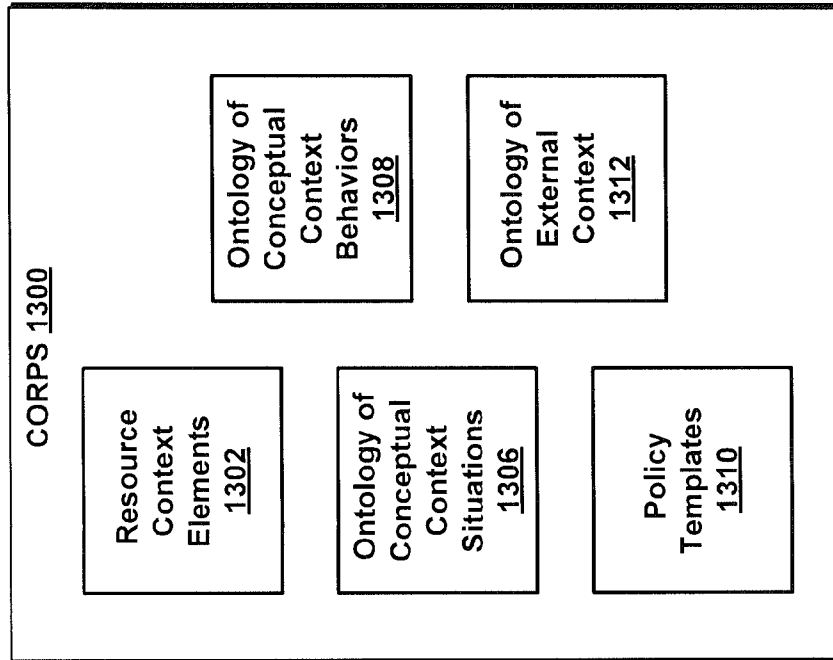 CORPS 1300
Resource
Context
Elements
1302
Ontology of
Conceptual
Context
Situations
1306
Policy
Templates
1310
Ontology of
Conceptual
Context
Behaviors
1308
Ontology of
External
Context
1312